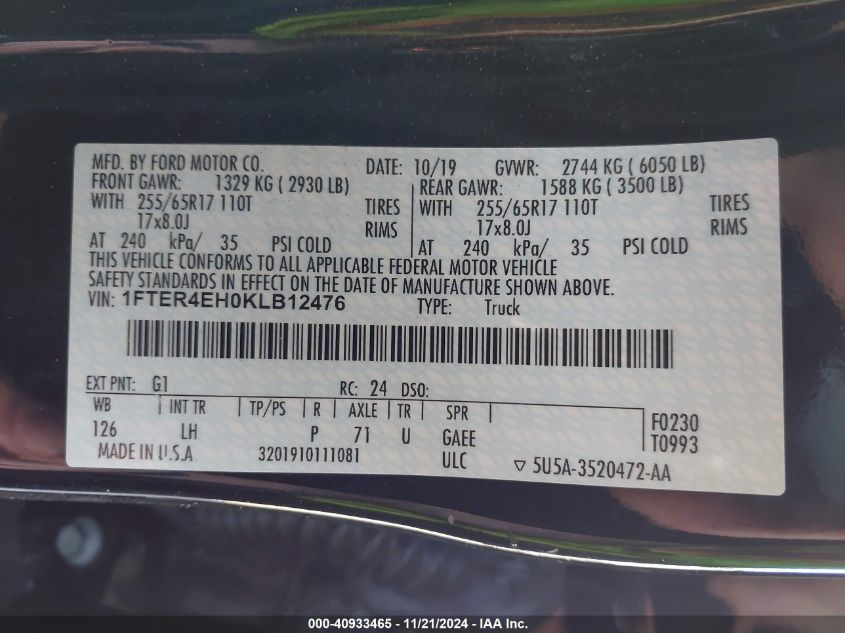 MFD. BY FORD MOTOR CO. DATE: 10/19 GVWR: 2744 KG ( 6050 LB)
FRONT GAWR: 1329 KG ( 2930 LB) REAR GAWR: 1588 KG ( 3500 LB)
WITH 255/65R17 110T TIRES WITH 255/65R17 110T TIRES
17x8.0J RIMS 17x8.0J RIMS
AT 240 kPa/ 35 PSI COLD AT 240 kPa/ 35 PSI COLD
THIS VEHICLE CONFORMS TO ALL APPLICABLE FEDERAL MOTOR VEHICLE
SAFETY STANDARDS IN EFFECT ON THE DATE OF MANUFACTURE SHOWN ABOVE.
VIN: 1FTER4EH0KLB12476 TYPE: Truck
EXT PNT: G1 RC: 24 DSO:
WB INT TR TP/PS R AXLE TR SPR
126 LH P 71 U GAEE F0230
T0993
MADE IN U.S.A. 3201910111081 ULC ▽ 5U5A-3520472-AA
000-40933465 - 11/21/2024 - IAA Inc.